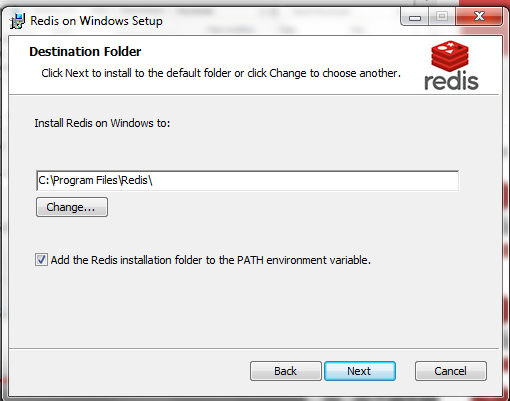 Redis on Windows Setup
Destination Folder
Click Next to install to the default folder or click Change to choose another.
redis
Install Redis on Windows to:
C:\Program Files\Redis\
Change...
Add the Redis installation folder to the PATH environment variable.
Back
Next
Cancel